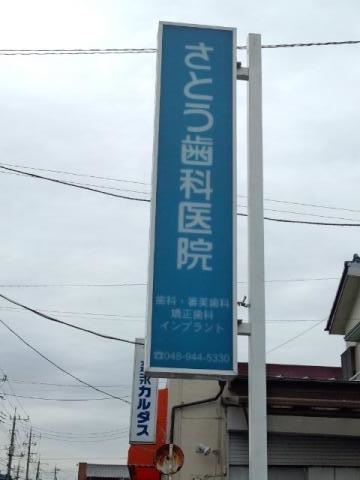 さとう歯科医院
歯科・審美歯科
矯正歯科
インプラント
☎048-944-5330
カルダス